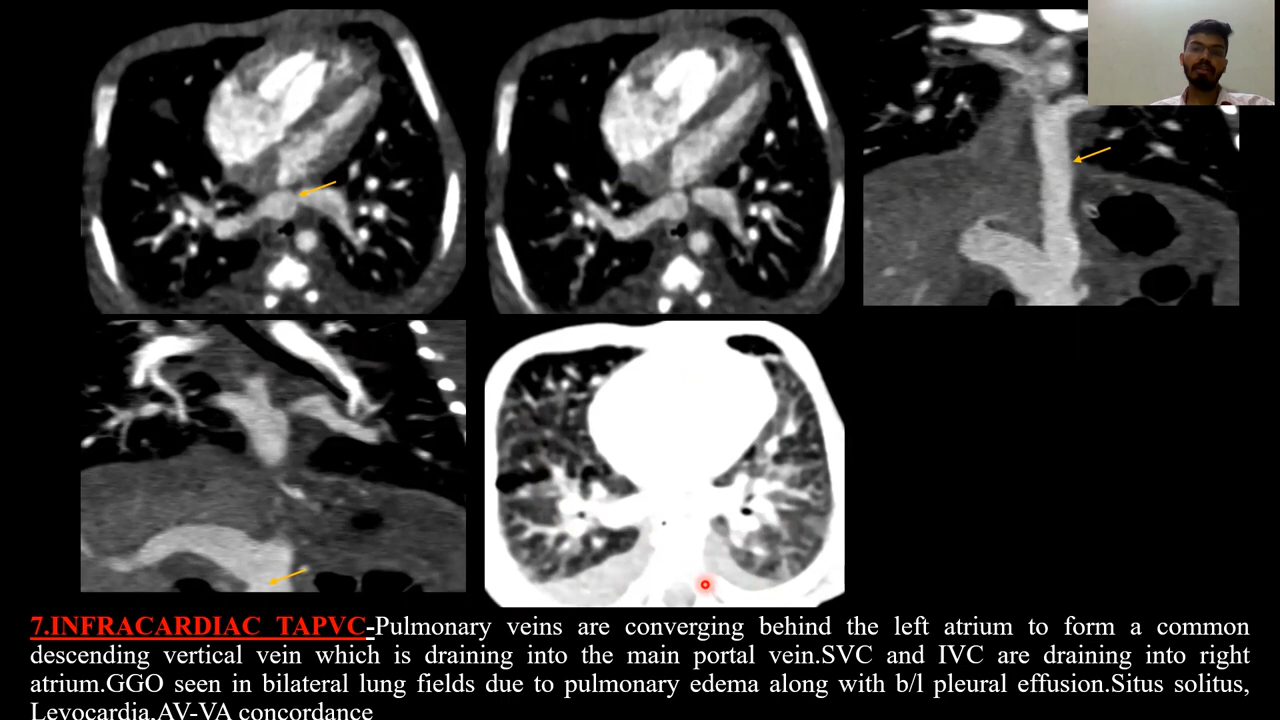 7.INFRACARDIAC TAPVC-Pulmonary veins are converging behind the left atrium to form a common
descending vertical vein which is draining into the main portal vein.SVC and IVC are draining into right
atrium.GGO seen in bilateral lung fields due to pulmonary edema along with b/l pleural effusion.Situs solitus,
Levocardia,AV-VA concordance